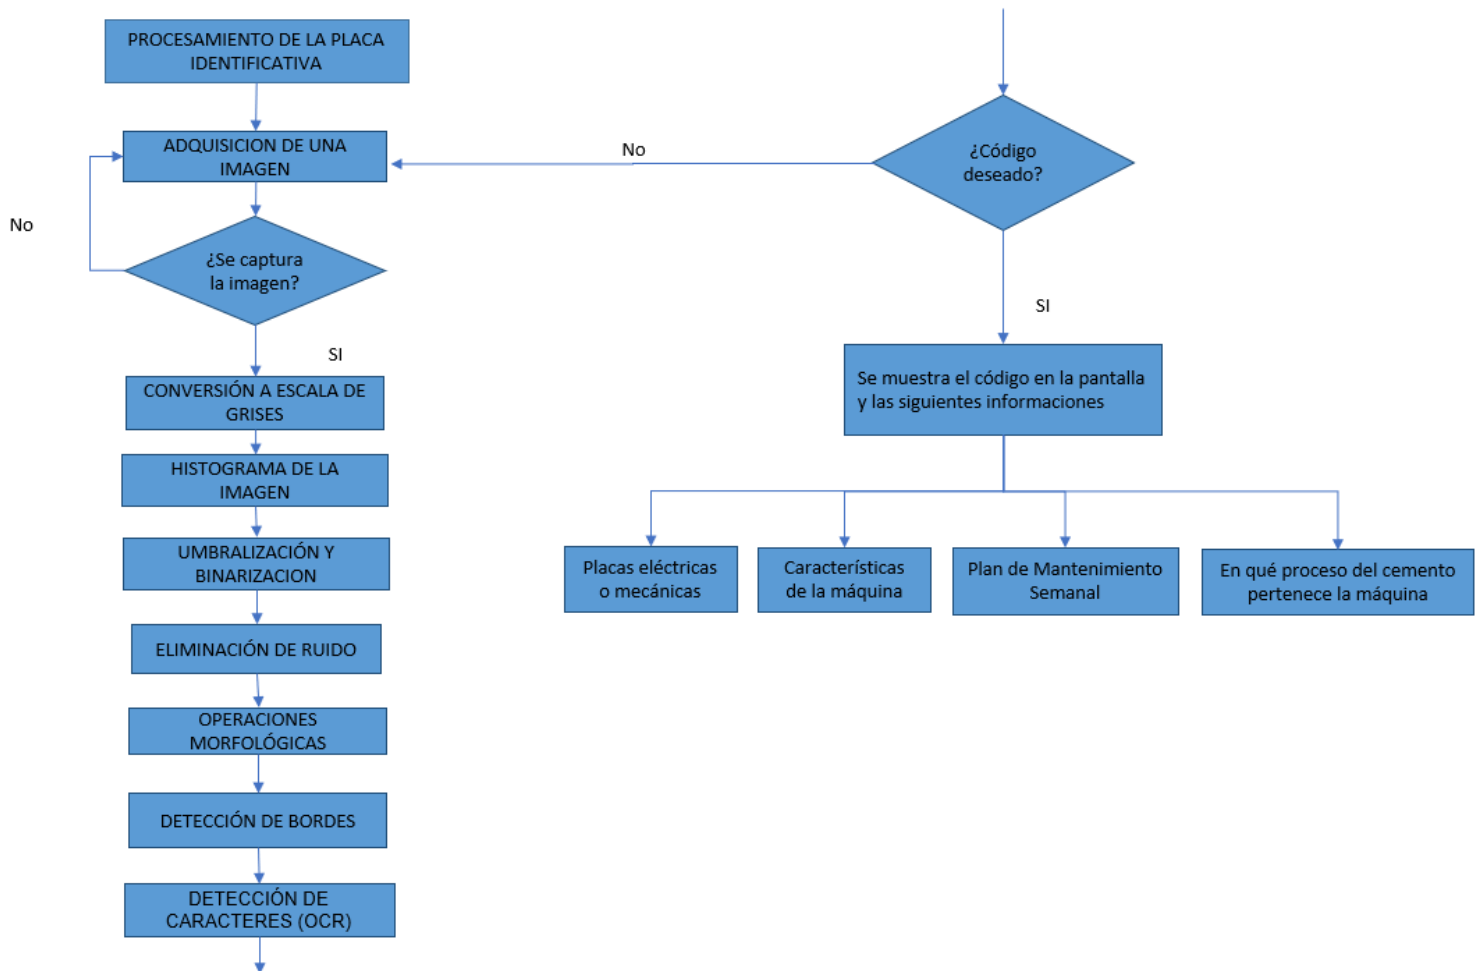 PROCESAMIENTO DE LA PLACA
IDENTIFICATIVA
ADQUISICION DE UNA
IMAGEN
No
¿Se captura
la imagen?
SI
CONVERSIÓN A ESCALA DE
GRISES
HISTOGRAMA DE LA
IMAGEN
UMBRALIZACIÓN Y
BINARIZACION
ELIMINACIÓN DE RUIDO
OPERACIONES
MORFOLÓGICAS
DETECCIÓN DE BORDES
DETECCIÓN DE
CARACTERES (OCR)
No
¿Código
deseado?
SI
Se muestra el código en la pantalla
y las siguientes informaciones
Placas eléctricas
o mecánicas
Características
de la máquina
Plan de Mantenimiento
Semanal
En qué proceso del cemento
pertenece la máquina